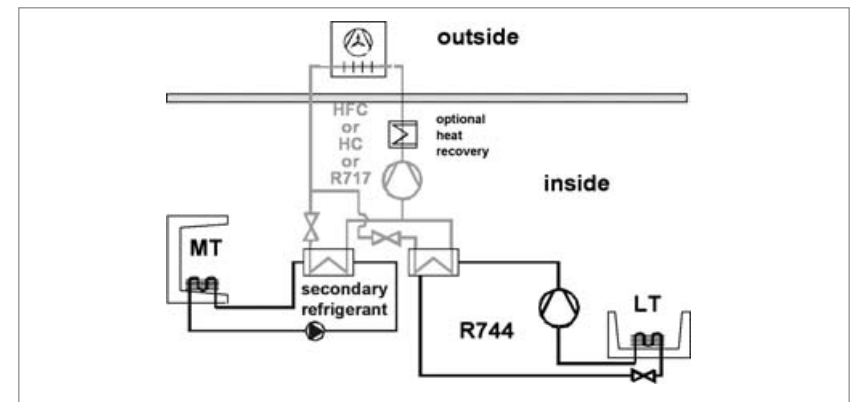 outside
HFC
or
HC
or
R717
optional
heat
recovery
inside
MT
secondary
refrigerant
R744
LT